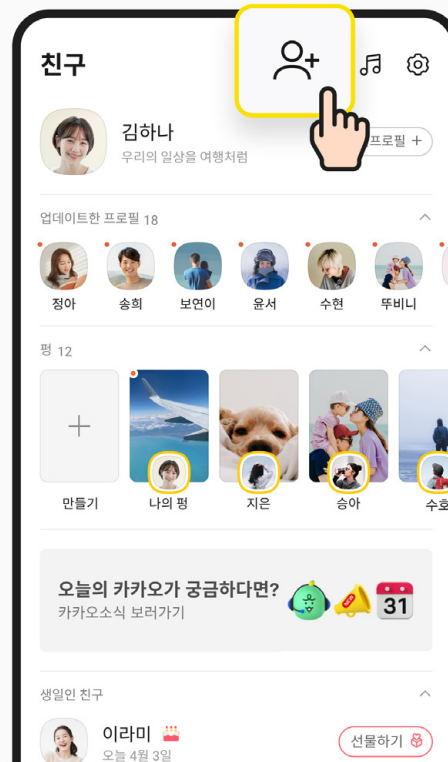 친구
김하나
우리의 일상을 여행처럼
프로필 +
업데이트한 프로필 18
정아 송희 보연이 윤서 수현 뚜비니
펑 12
만들기 나의 펑 지은 승아 수호
오늘의 카카오가 궁금하다면?
카카오소식 보러가기
31
생일인 친구
이라미
오늘 4월 3일
선물하기